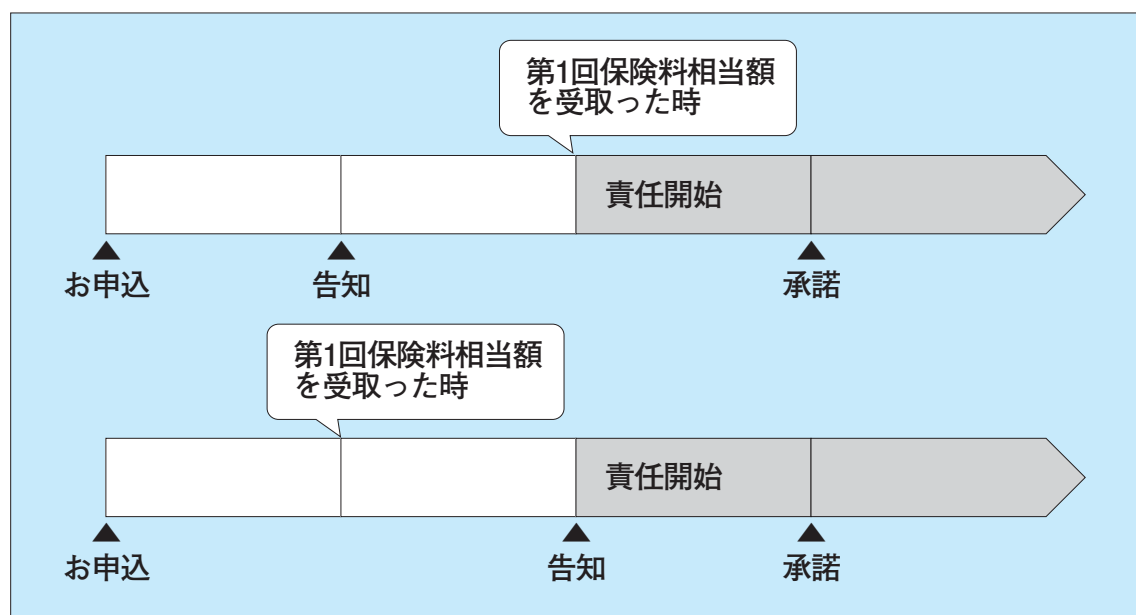 第1回保険料相当額
を受取った時
責任開始
お申込
告知
承諾
第1回保険料相当額
を受取った時
責任開始
お申込
告知
承諾